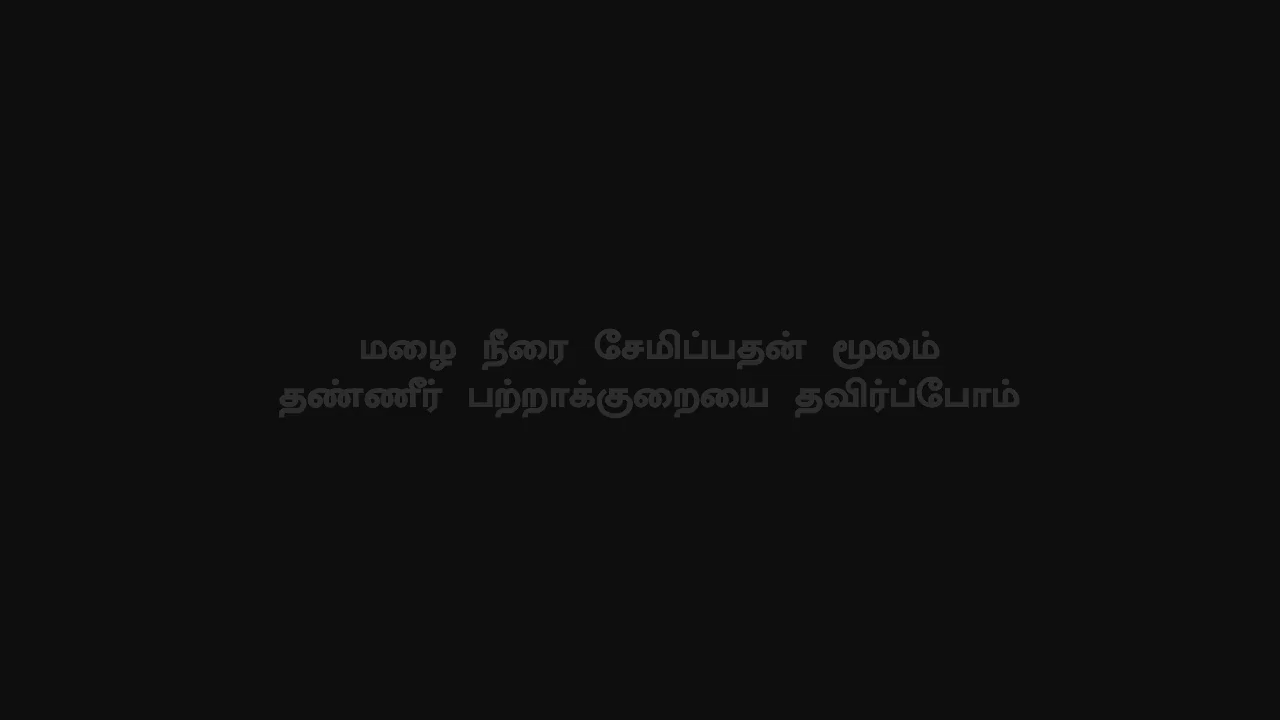 மழை நீரை சேமிப்பதன் மூலம்
தண்ணீர் பற்றாக்குறையை தவிர்ப்போம்